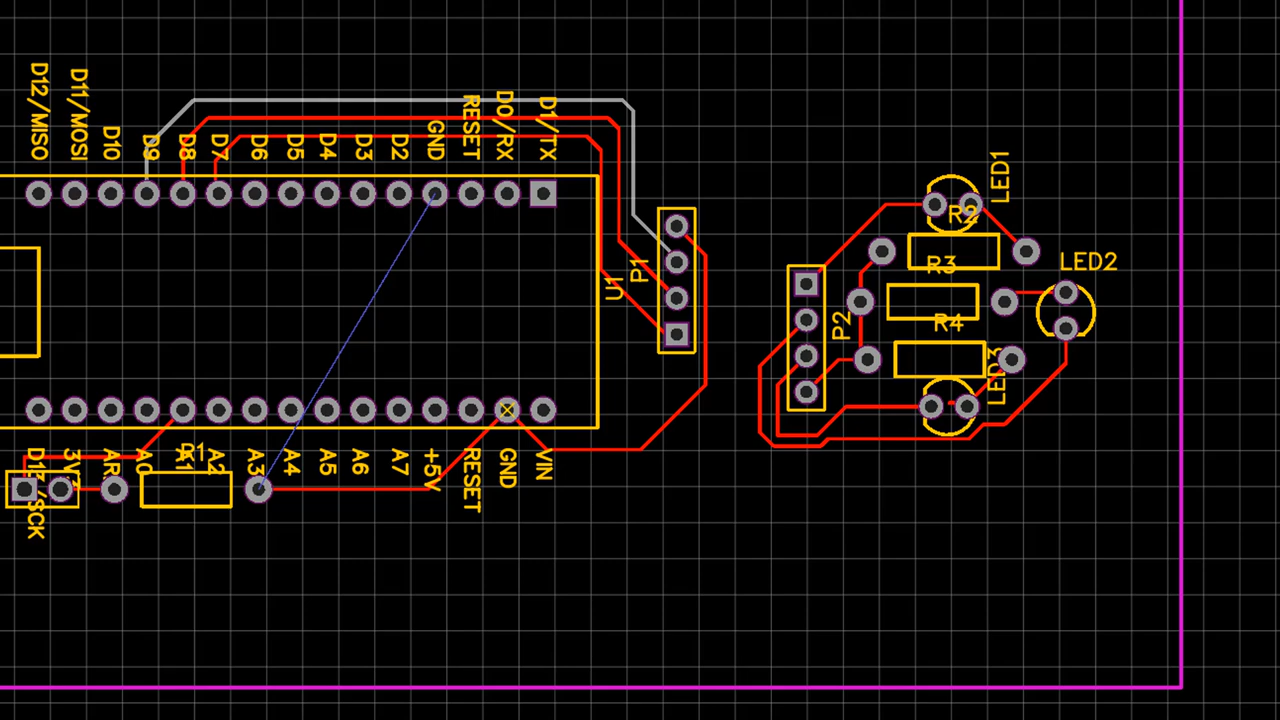 D12/MISO
D11/MOSI
D10
D9
D8
D7
D6
D5
D4
D3
D2
GND
RESET
D0/RX
D1/TX
U1
P1
P2
LED1
R2
R3
LED2
R4
LED3
R1
A0
A1
A2
A3
A4
A5
A6
A7
+5V
RESET
GND
VIN